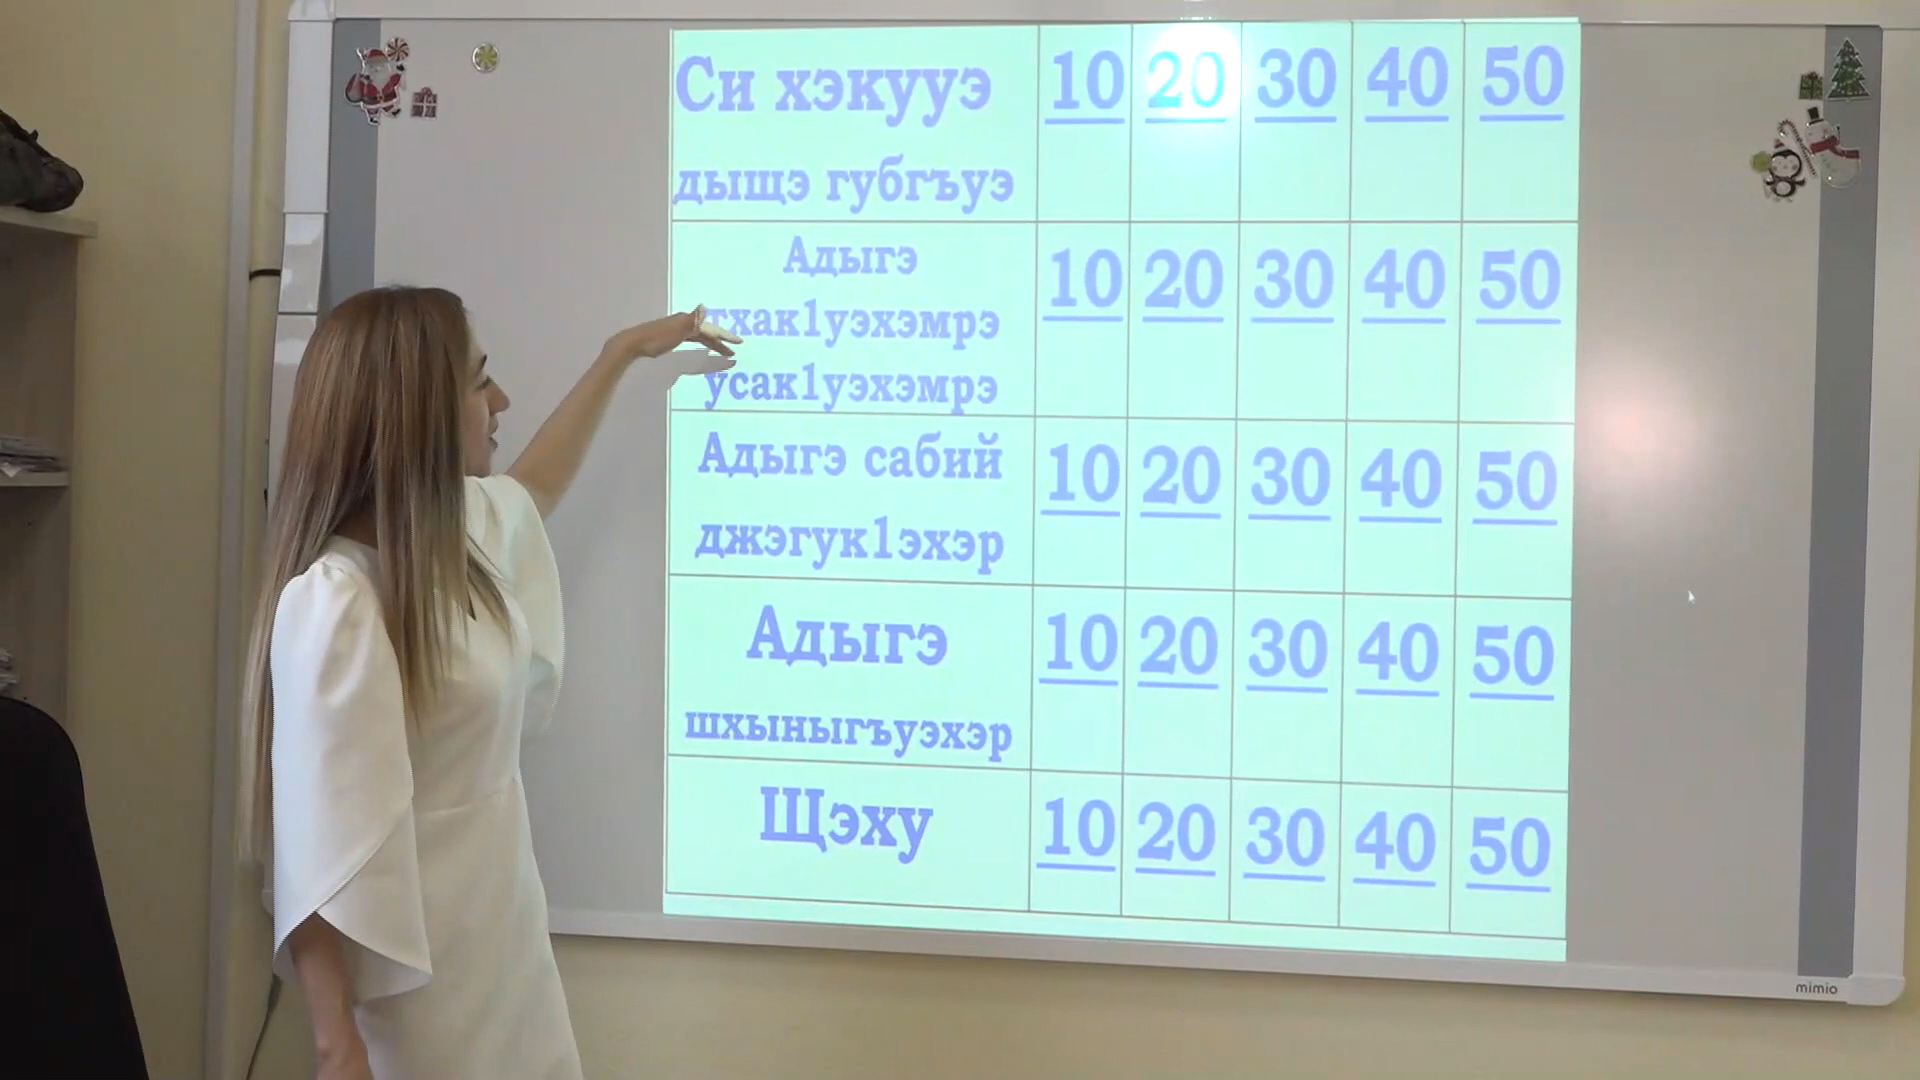 Си хэкууэ 10 20 30 40 50
дыщэ губгъуэ
Адыгэ 10 20 30 40 50
тхак1уэхэмрэ
усак1уэхэмрэ
Адыгэ сабий 10 20 30 40 50
джэгук1эхэр
Адыгэ 10 20 30 40 50
шхыныгъуэхэр
Щэху 10 20 30 40 50
mimio